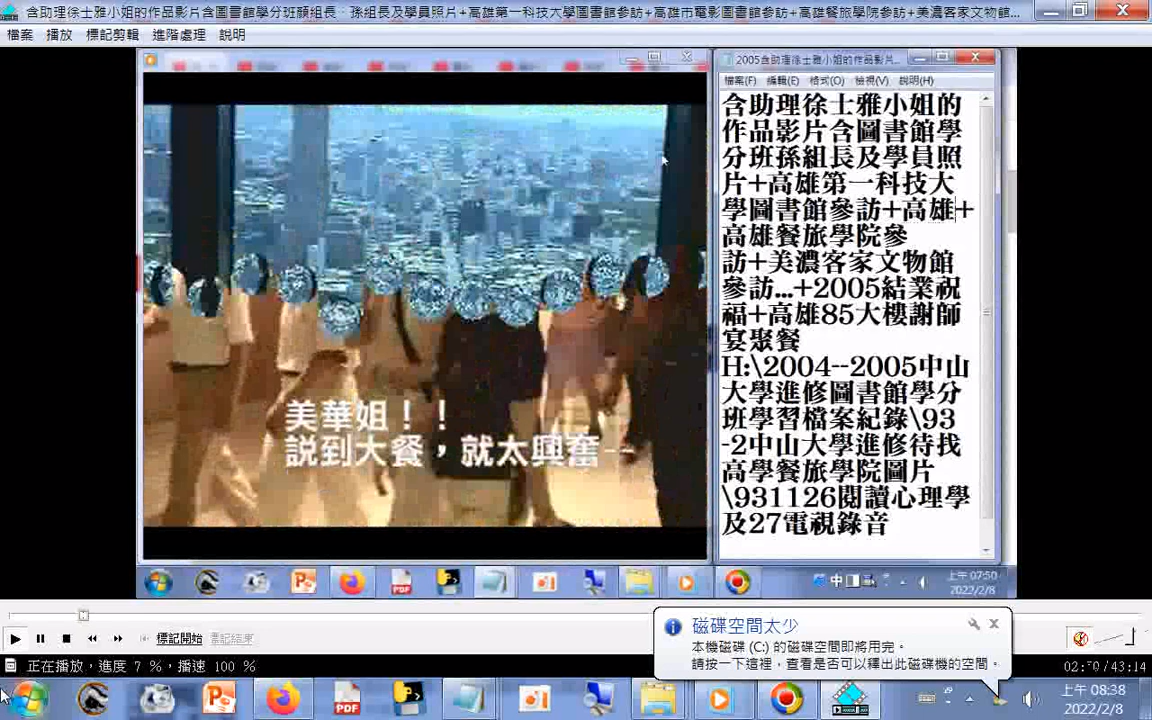 含助理徐士雅小姐的作品影片含圖書館學分班顏組長、孫組長及學員照片+高雄第一科技大學圖書館參訪+高雄市電影圖書館參訪+高雄餐旅學院參訪+美濃客家文物館...
檔案 播放 標記剪輯 進階處理 說明
美華姐！！
説到大餐，就太興奮--
2005含助理徐士雅小姐的作品影片...
檔案(F) 編輯(E) 格式(O) 檢視(V) 說明(H)
含助理徐士雅小姐的
作品影片含圖書館學
分班孫組長及學員照
片+高雄第一科技大
學圖書館參訪+高雄+
高雄餐旅學院參
訪+美濃客家文物館
參訪...+2005結業祝
福+高雄85大樓謝師
宴聚餐
H:\2004--2005中山
大學進修圖書館學分
班學習檔案紀錄\93
-2中山大學進修待找
高學餐旅學院圖片
\931126閱讀心理學
及27電視錄音
中
上午 07:50
2022/2/8
標記開始 標記結束
磁碟空間太少
本機磁碟 (C:) 的磁碟空間即將用完。
請按一下這裡，查看是否可以釋出此磁碟機的空間。
正在播放，進度 7 %，播速 100 %
/43:14
上午 08:38
2022/2/8